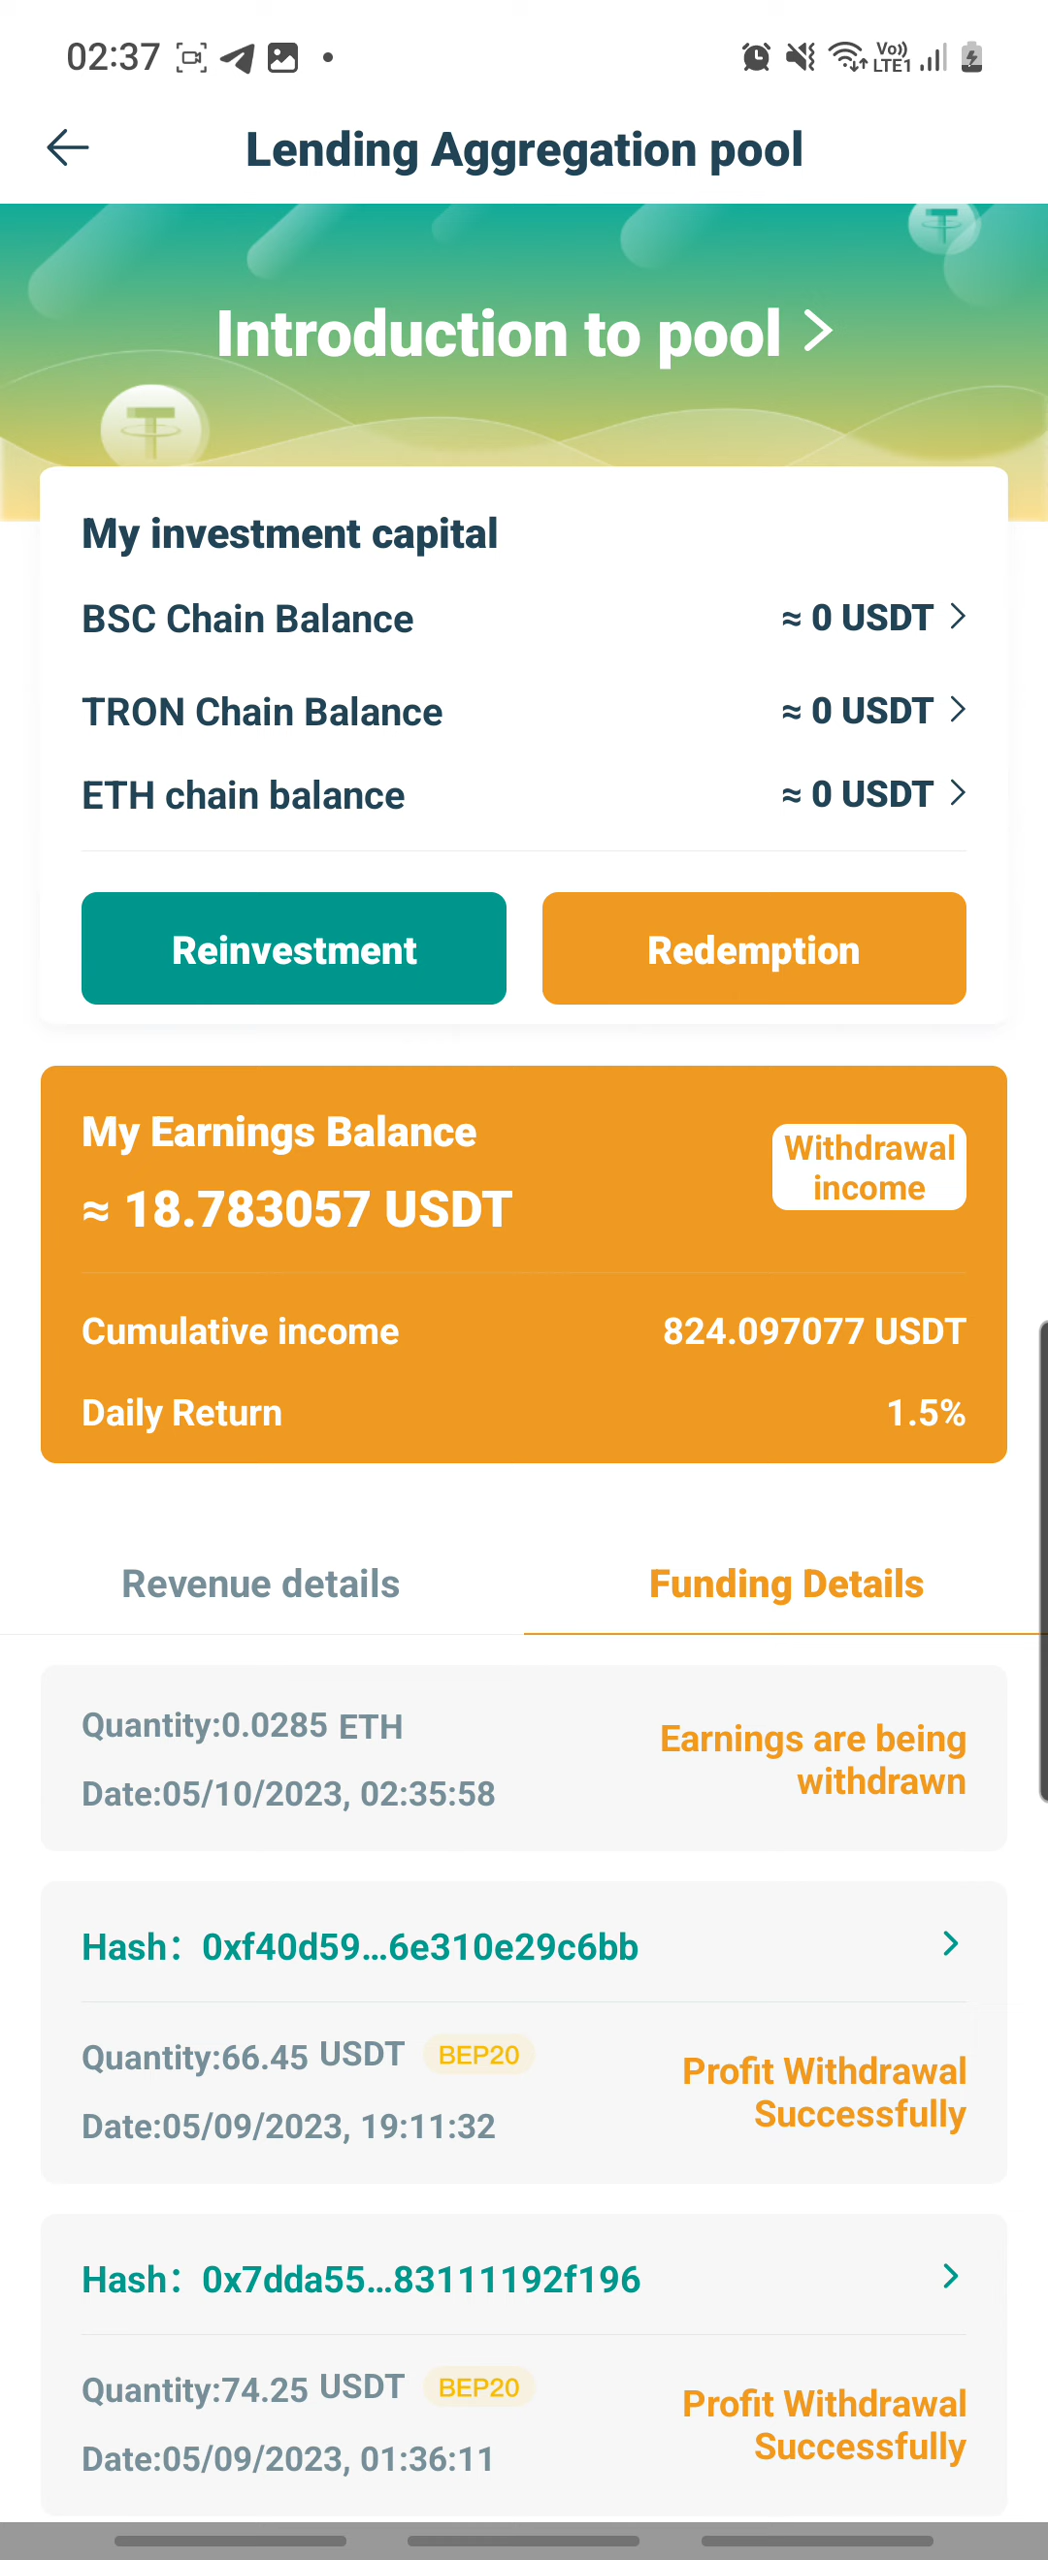 02:37
Vo))
LTE1
Lending Aggregation pool
Introduction to pool
My investment capital
BSC Chain Balance ≈ 0 USDT
TRON Chain Balance ≈ 0 USDT
ETH chain balance ≈ 0 USDT
Reinvestment Redemption
My Earnings Balance
≈ 18.783057 USDT
Withdrawal
income
Cumulative income 824.097077 USDT
Daily Return 1.5%
Revenue details Funding Details
Quantity:0.0285 ETH
Date:05/10/2023, 02:35:58
Earnings are being
withdrawn
Hash: 0xf40d59...6e310e29c6bb
Quantity:66.45 USDT BEP20
Date:05/09/2023, 19:11:32
Profit Withdrawal
Successfully
Hash: 0x7dda55...83111192f196
Quantity:74.25 USDT BEP20
Date:05/09/2023, 01:36:11
Profit Withdrawal
Successfully